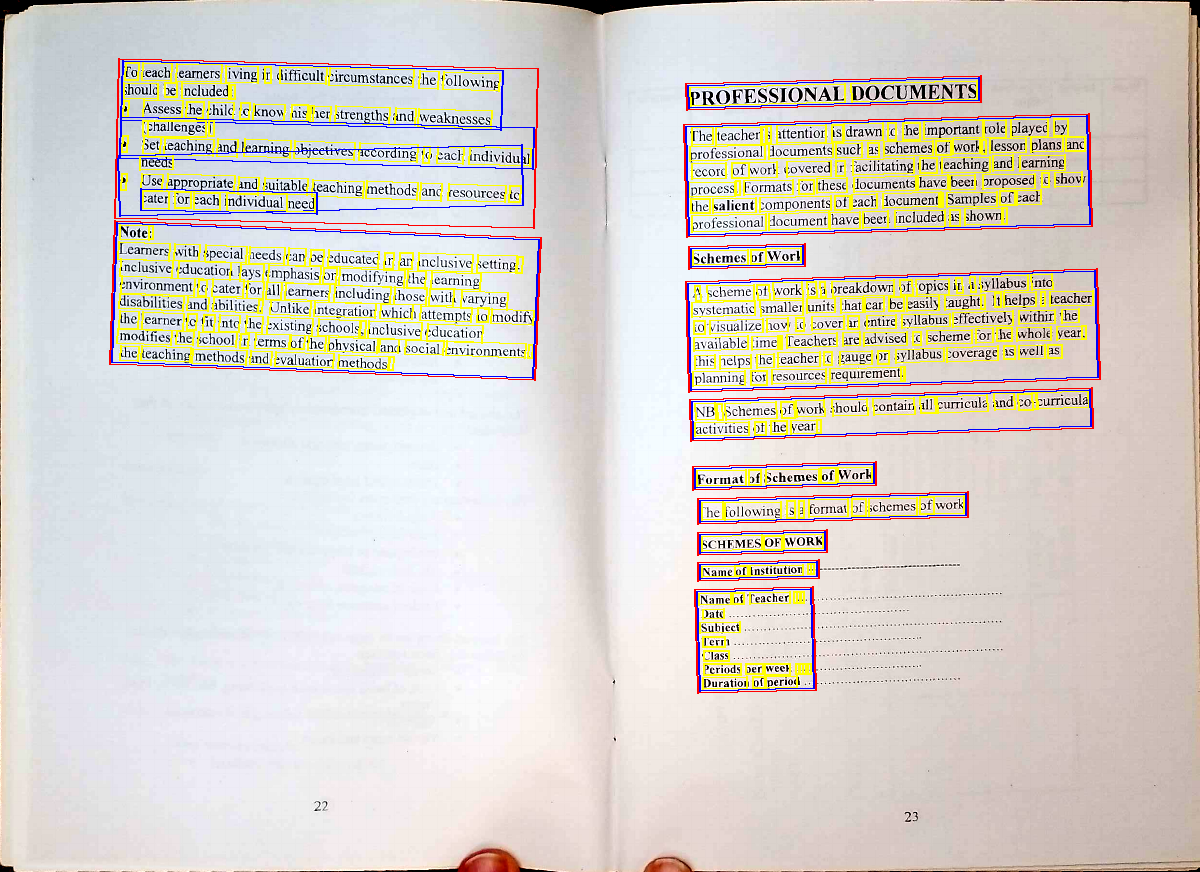 To teach learners living in difficult circumstances the following
should be included:
• Assess the child to know his/her strengths and weaknesses
(challenges)
• Set teaching and learning objectives according to each individual
needs
• Use appropriate and suitable teaching methods and resources to
cater for each individual need
Note:
Learners with special needs can be educated in an inclusive setting.
Inclusive education lays emphasis on modifying the learning
environment to cater for all learners including those with varying
disabilities and abilities. Unlike integration which attempts to modify
the learner to fit into the existing schools, inclusive education
modifies the school in terms of the physical and social environments,
the teaching methods and evaluation methods.
22
PROFESSIONAL DOCUMENTS
The teacher's attention is drawn to the important role played by
professional documents such as schemes of work, lesson plans and
record of work covered in facilitating the teaching and learning
process. Formats for these documents have been proposed to show
the salient components of each document. Samples of each
professional document have been included as shown.
Schemes of Work
A scheme of work is a breakdown of topics in a syllabus into
systematic smaller units that can be easily taught. It helps a teacher
to visualize how to cover an entire syllabus effectively within the
available time. Teachers are advised to scheme for the whole year,
this helps the teacher to gauge on syllabus coverage as well as
planning for resources requirement.
NB: Schemes of work should contain all curricula and co-curricula
activities of the year
Format of Schemes of Work
The following is a format of schemes of work
SCHEMES OF WORK
Name of Institution ..............................
Name of Teacher ..............................
Date ..............................
Subject ..............................
Term ..............................
Class ..............................
Periods per week ..............................
Duration of period ..............................
23